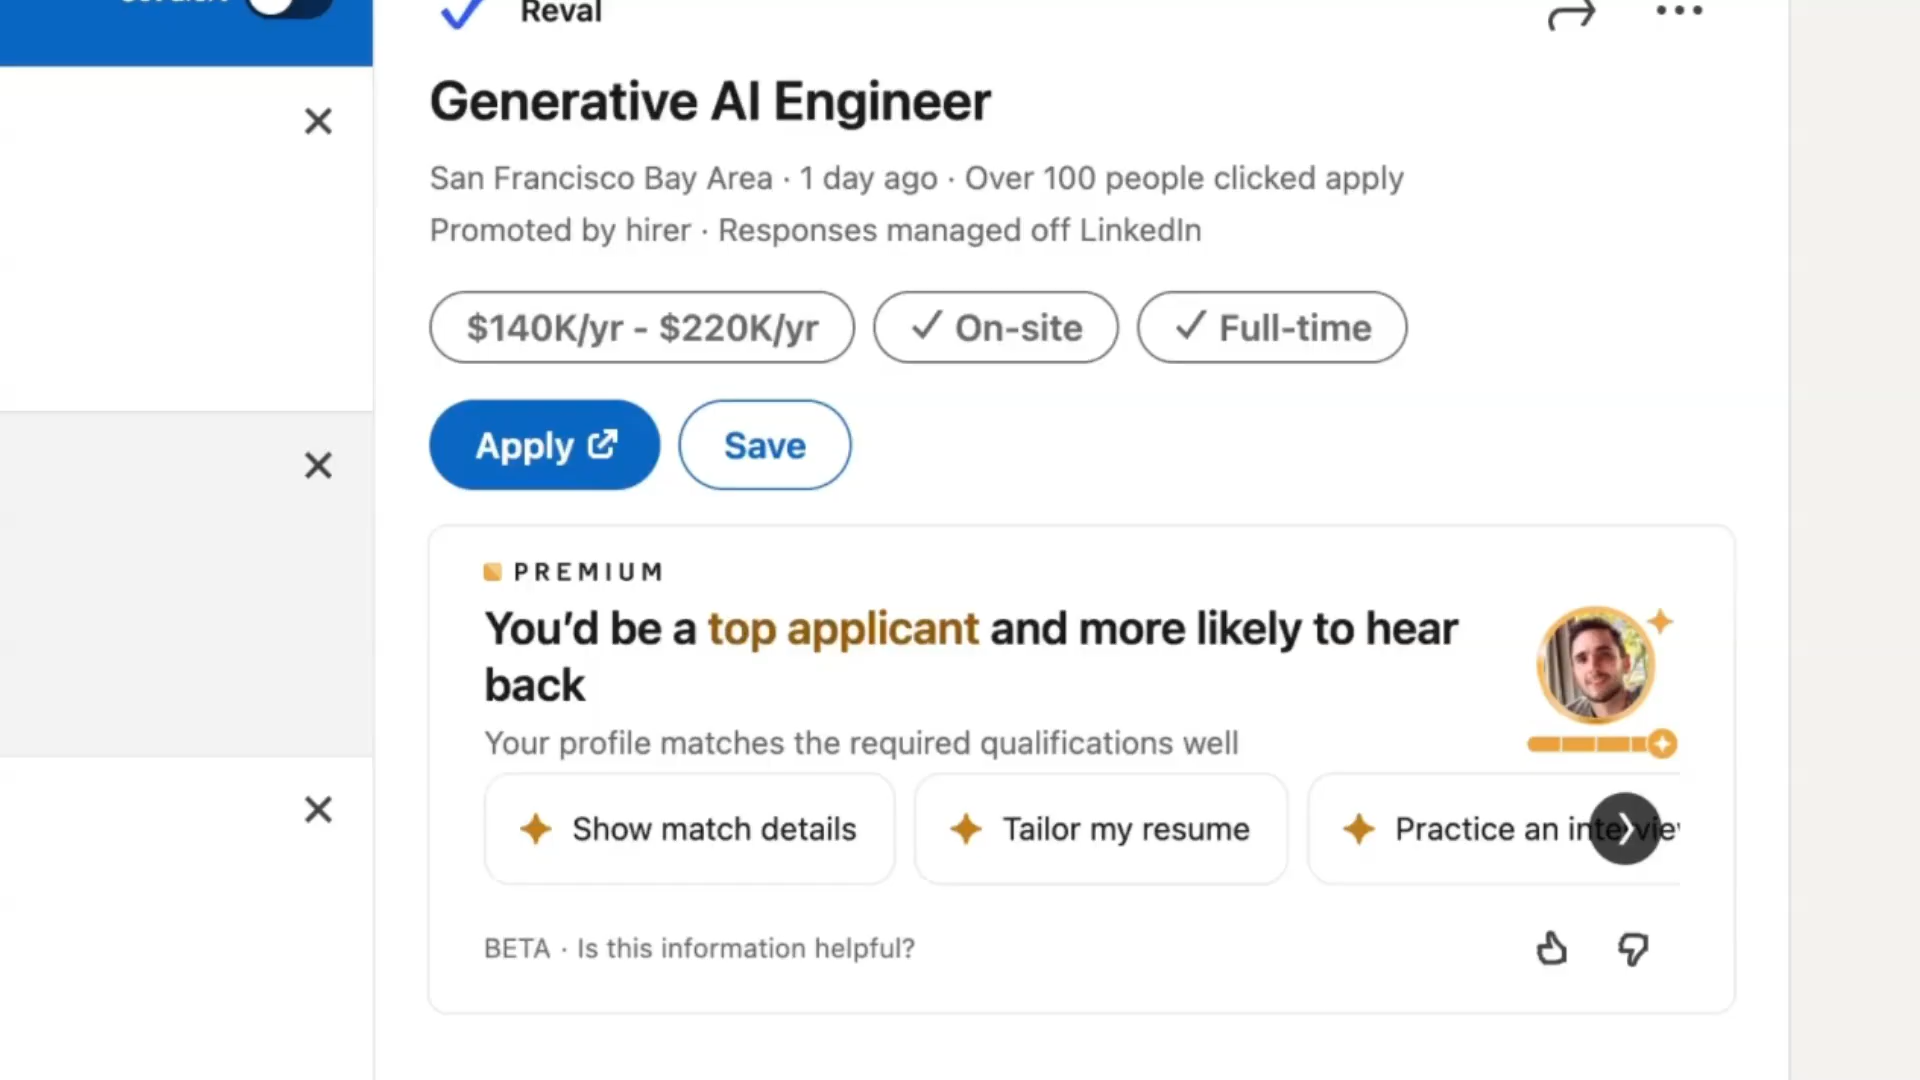 Reval
Generative AI Engineer
San Francisco Bay Area · 1 day ago · Over 100 people clicked apply
Promoted by hirer · Responses managed off LinkedIn
$140K/yr - $220K/yr
✓ On-site
✓ Full-time
Apply
Save
PREMIUM
You’d be a top applicant and more likely to hear
back
Your profile matches the required qualifications well
Show match details
Tailor my resume
Practice an
BETA · Is this information helpful?